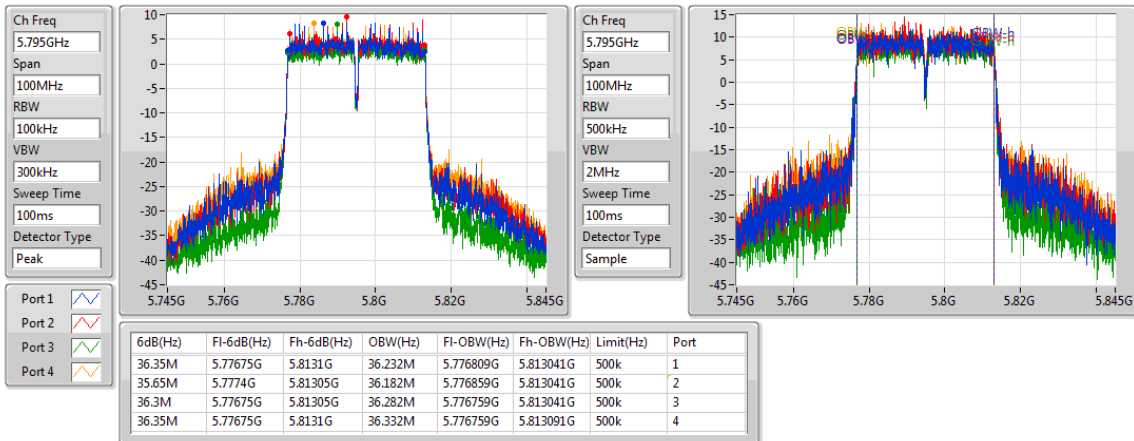 Ch Freq
5.795GHz
Span
100MHz
RBW
100kHz
VBW
300kHz
Sweep Time
100ms
Detector Type
Peak
10
5
0
-5
-10
-15
-20
-25
-30
-35
-40
-45
5.745G 5.76G 5.78G 5.8G 5.82G 5.845G
Ch Freq
5.795GHz
Span
100MHz
RBW
500kHz
VBW
2MHz
Sweep Time
100ms
Detector Type
Sample
15
10
5
0
-5
-10
-15
-20
-25
-30
-35
-40
-45
5.745G 5.76G 5.78G 5.8G 5.82G 5.845G
Port 1
Port 2
Port 3
Port 4
6dB(Hz) Fl-6dB(Hz) Fh-6dB(Hz) OBW(Hz) Fl-OBW(Hz) Fh-OBW(Hz) Limit(Hz) Port
36.35M 5.77675G 5.8131G 36.232M 5.776809G 5.813041G 500k 1
35.65M 5.7774G 5.81305G 36.182M 5.776859G 5.813041G 500k 2
36.3M 5.77675G 5.81305G 36.282M 5.776759G 5.813041G 500k 3
36.35M 5.77675G 5.8131G 36.332M 5.776759G 5.813091G 500k 4